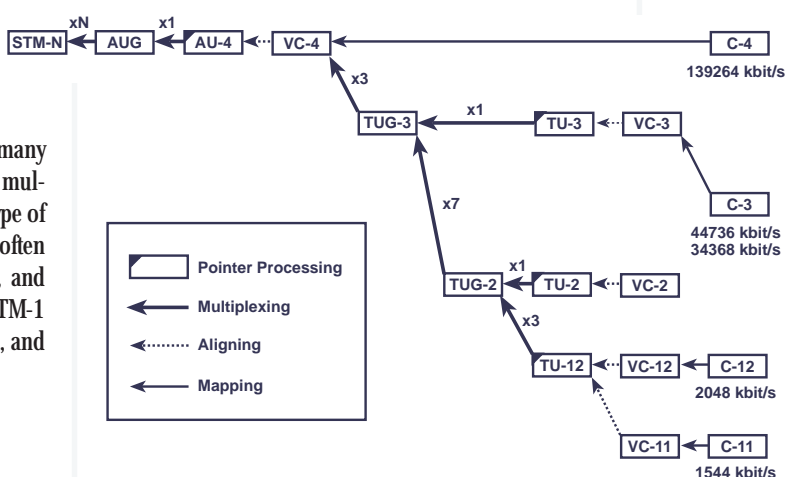 xN x1
STM-N AUG AU-4 VC-4 C-4
139264 kbit/s
x3
x1
TUG-3 TU-3 VC-3
many
mul-
pe of
often
, and
TM-1
, and
x7
C-3
44736 kbit/s
34368 kbit/s
Pointer Processing
Multiplexing
Aligning
Mapping
x1
TUG-2 TU-2 VC-2
x3
TU-12 VC-12 C-12
2048 kbit/s
VC-11 C-11
1544 kbit/s